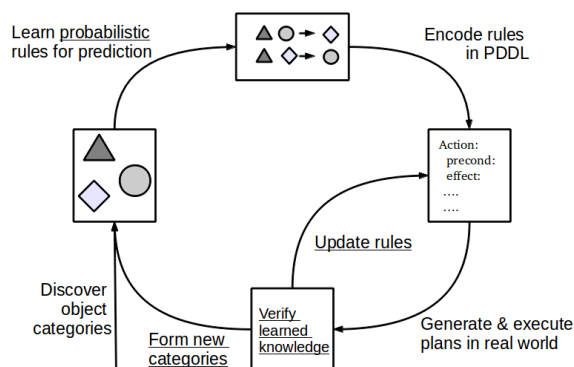 Learn probabilistic
rules for prediction
Encode rules
in PDDL
Action:
precond:
effect:
....
....
Update rules
Discover
object
categories
Form new
categories
Verify
learned
knowledge
Generate & execute
plans in real world